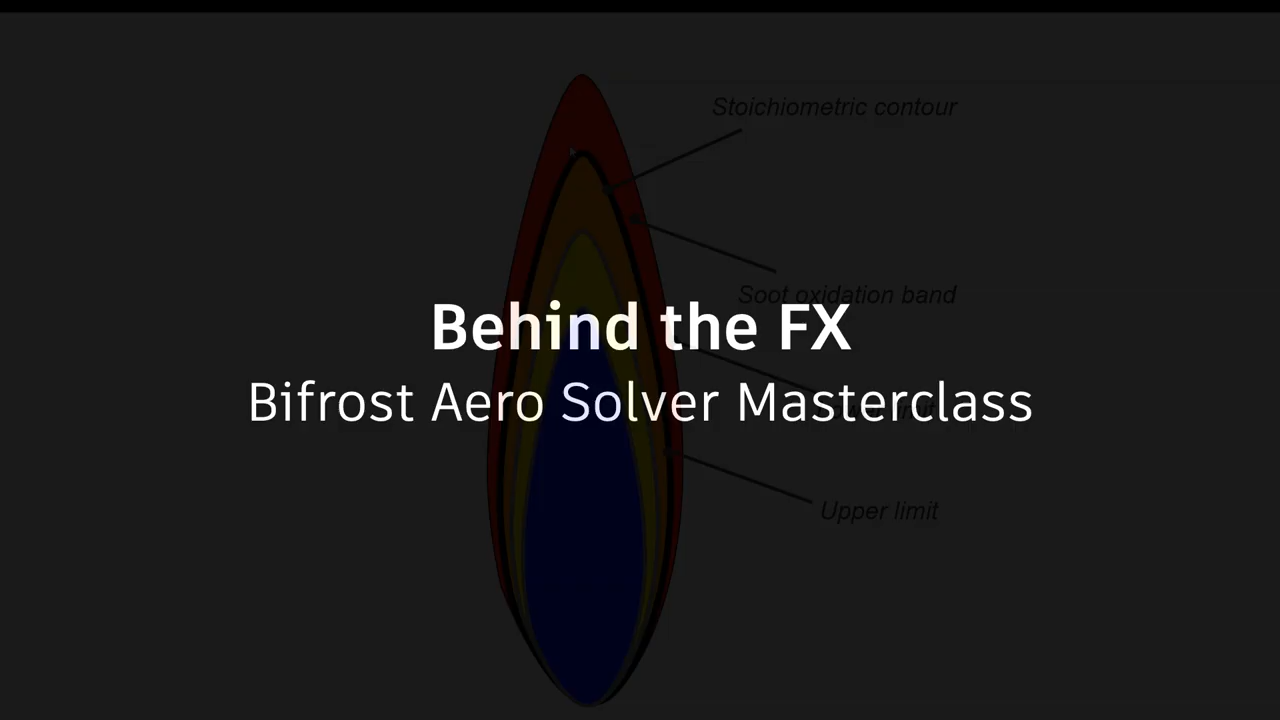 Stoichiometric contour
Soot oxidation band
Behind the FX
Bifrost Aero Solver Masterclass
Upper limit